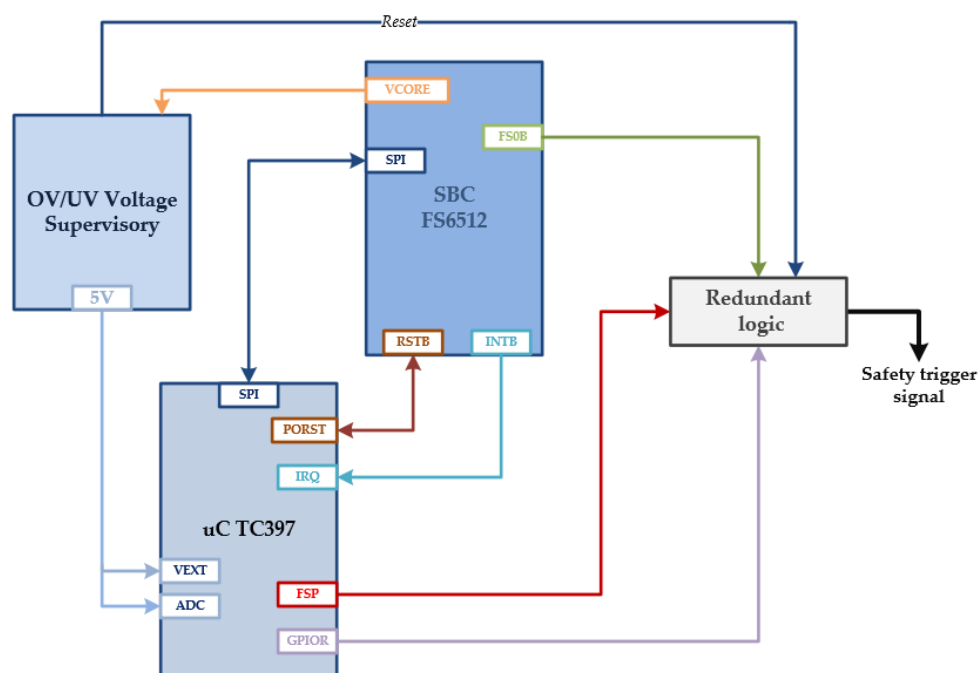 Reset
VCORE
FS0B
SPI
SBC
FS6512
OV/UV Voltage
Supervisory
5V
Redundant
logic
RSTB
INTB
Safety trigger
signal
SPI
PORST
IRQ
uC TC397
VEXT
ADC
FSP
GPIOR